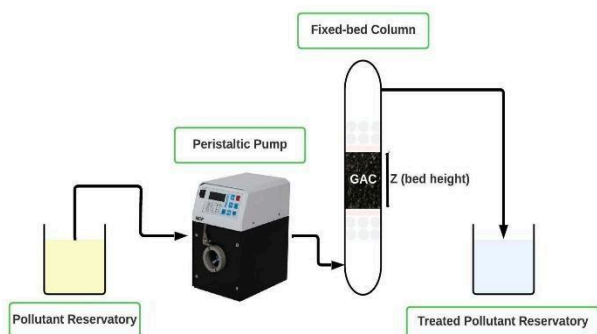 Fixed-bed Column
Peristaltic Pump
GAC
Z (bed height)
Pollutant Reservatory
Treated Pollutant Reservatory